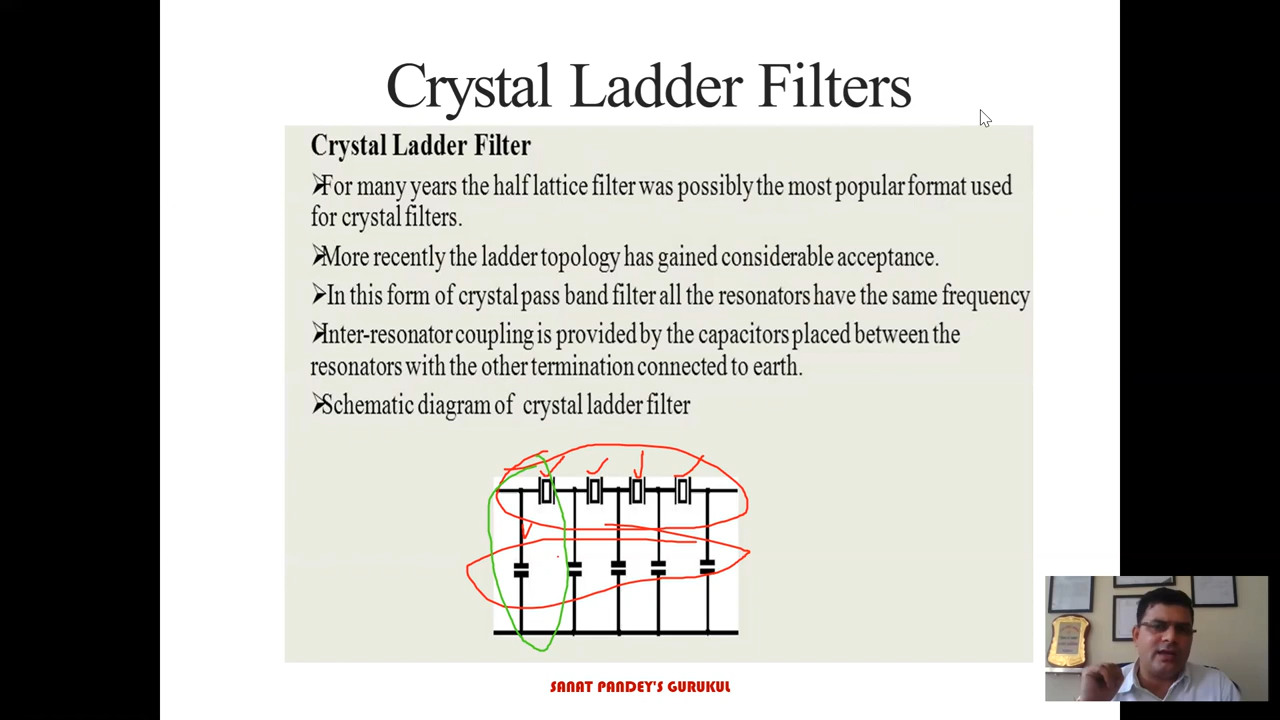 Crystal Ladder Filters
Crystal Ladder Filter
➢For many years the half lattice filter was possibly the most popular format used
for crystal filters.
➢More recently the ladder topology has gained considerable acceptance.
➢In this form of crystal pass band filter all the resonators have the same frequency
➢Inter-resonator coupling is provided by the capacitors placed between the
resonators with the other termination connected to earth.
➢Schematic diagram of crystal ladder filter
SANAT PANDEY'S GURUKUL